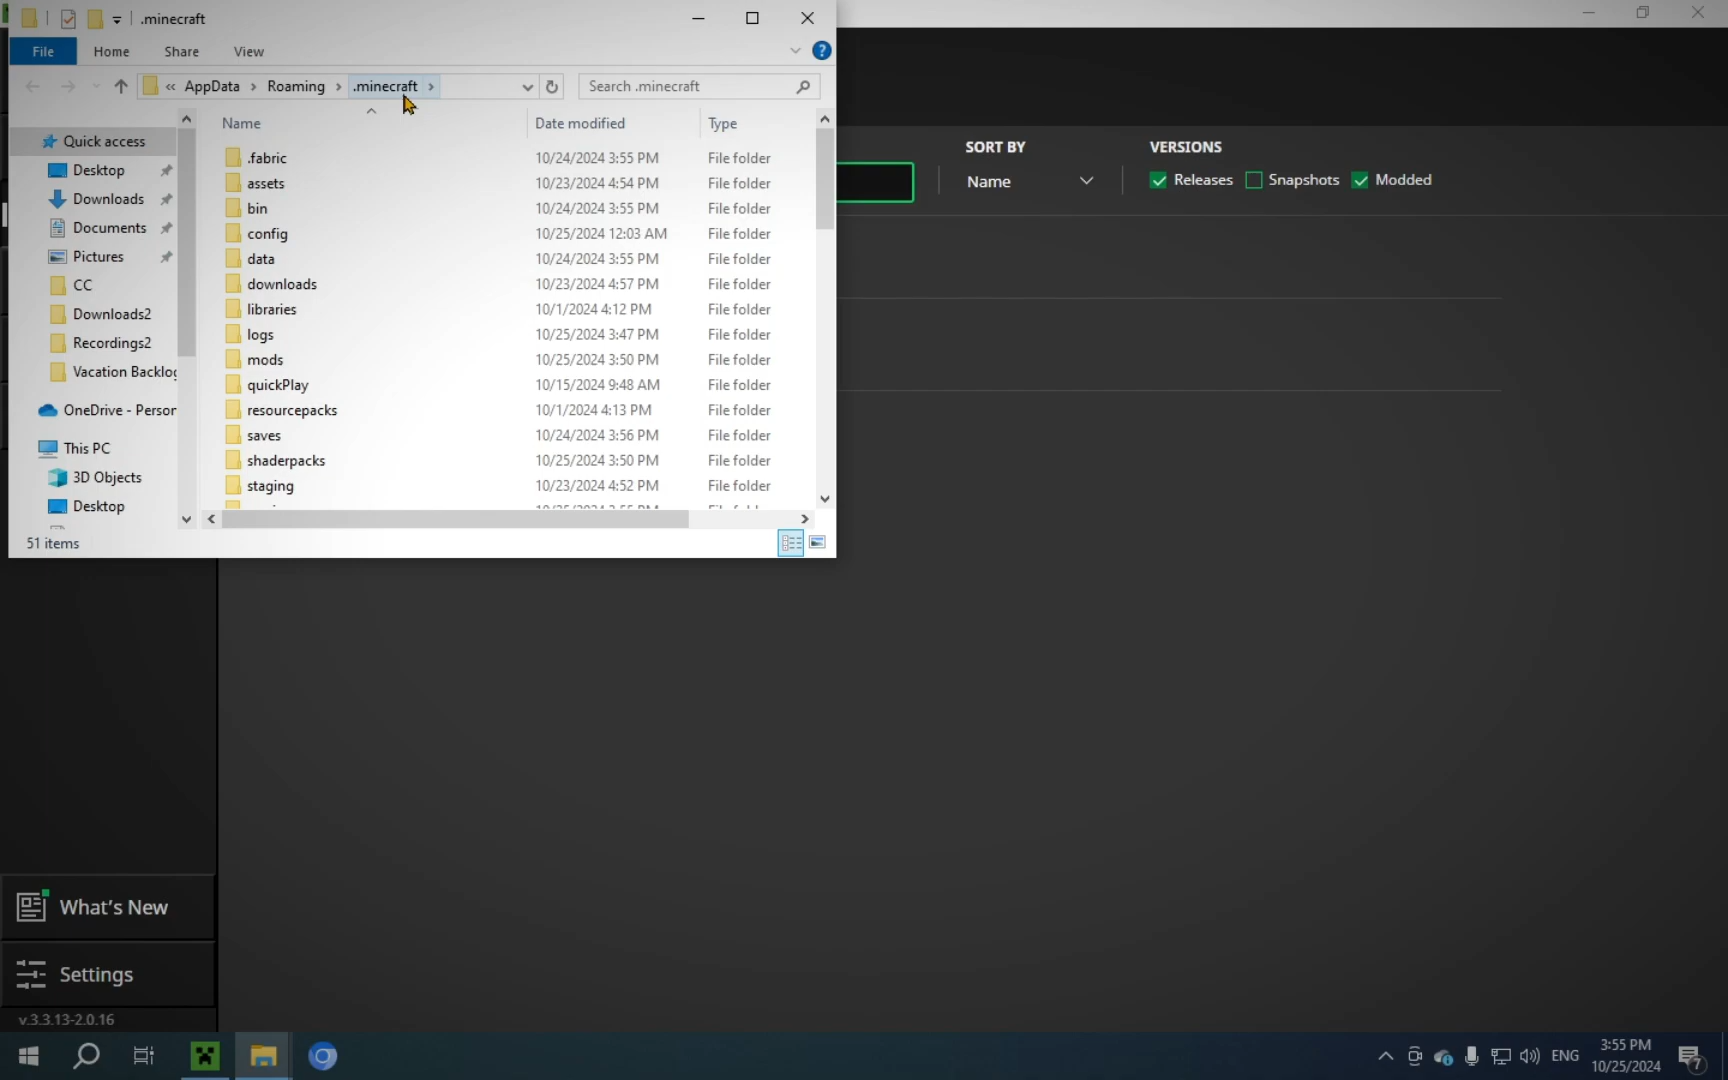 .minecraft
File Home Share View
« AppData > Roaming > .minecraft > Search .minecraft
Name Date modified Type
Quick access
Desktop
Downloads
Documents
Pictures
CC
Downloads2
Recordings2
Vacation Backlog
OneDrive - Person
This PC
3D Objects
Desktop
.fabric 10/24/2024 3:55 PM File folder
assets 10/23/2024 4:54 PM File folder
bin 10/24/2024 3:55 PM File folder
config 10/25/2024 12:03 AM File folder
data 10/24/2024 3:55 PM File folder
downloads 10/23/2024 4:57 PM File folder
libraries 10/1/2024 4:12 PM File folder
logs 10/25/2024 3:47 PM File folder
mods 10/25/2024 3:50 PM File folder
quickPlay 10/15/2024 9:48 AM File folder
resourcepacks 10/1/2024 4:13 PM File folder
saves 10/24/2024 3:56 PM File folder
shaderpacks 10/25/2024 3:50 PM File folder
staging 10/23/2024 4:52 PM File folder
51 items
SORT BY
Name
VERSIONS
Releases Snapshots Modded
What's New
Settings
v.3.3.13-2.0.16
ENG
3:55 PM
10/25/2024
7